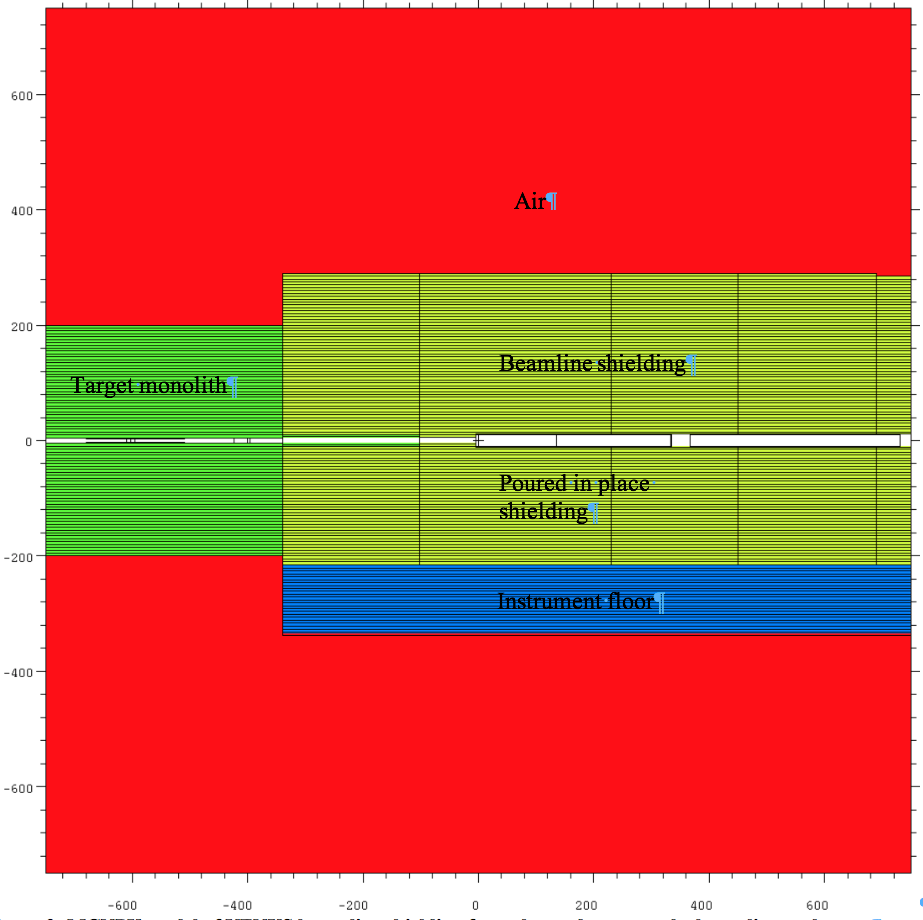 600
400
Air¶
200
Beamline shielding¶
Target monolith¶
0
Poured in place
shielding¶
-200
Instrument floor¶
-400
-600
-600 -400 -200 0 200 400 600